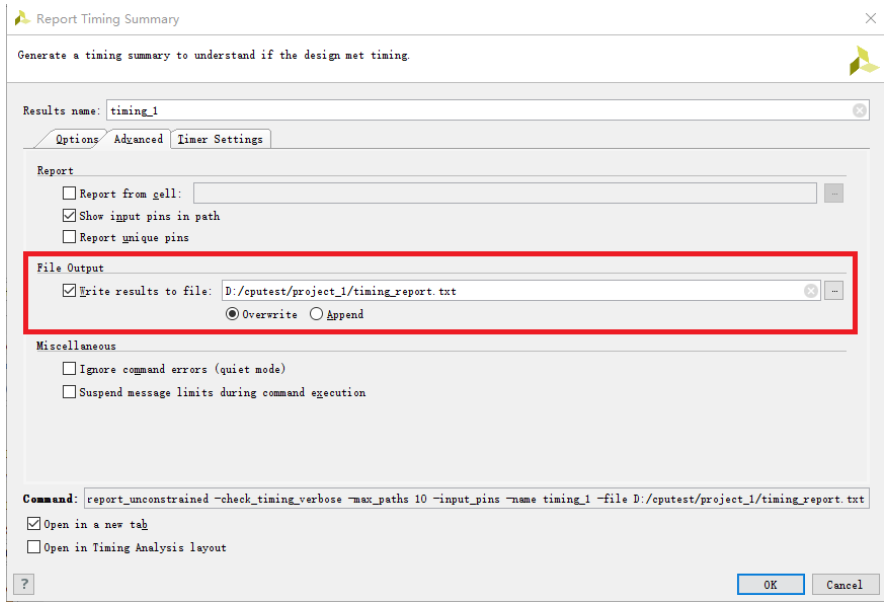 Report Timing Summary
Generate a timing summary to understand if the design met timing.
Results name: timing_1
Options Advanced Timer Settings
Report
Report from cell: ...
Show input pins in path
Report unique pins
File Output
Write results to file: D:/cputest/project_1/timing_report.txt ...
Overwrite Append
Miscellaneous
Ignore command errors (quiet mode)
Suspend message limits during command execution
Command: report_unconstrained -check_timing_verbose -max_paths 10 -input_pins -name timing_1 -file D:/cputest/project_1/timing_report.txt
Open in a new tab
Open in Timing Analysis layout
? OK Cancel